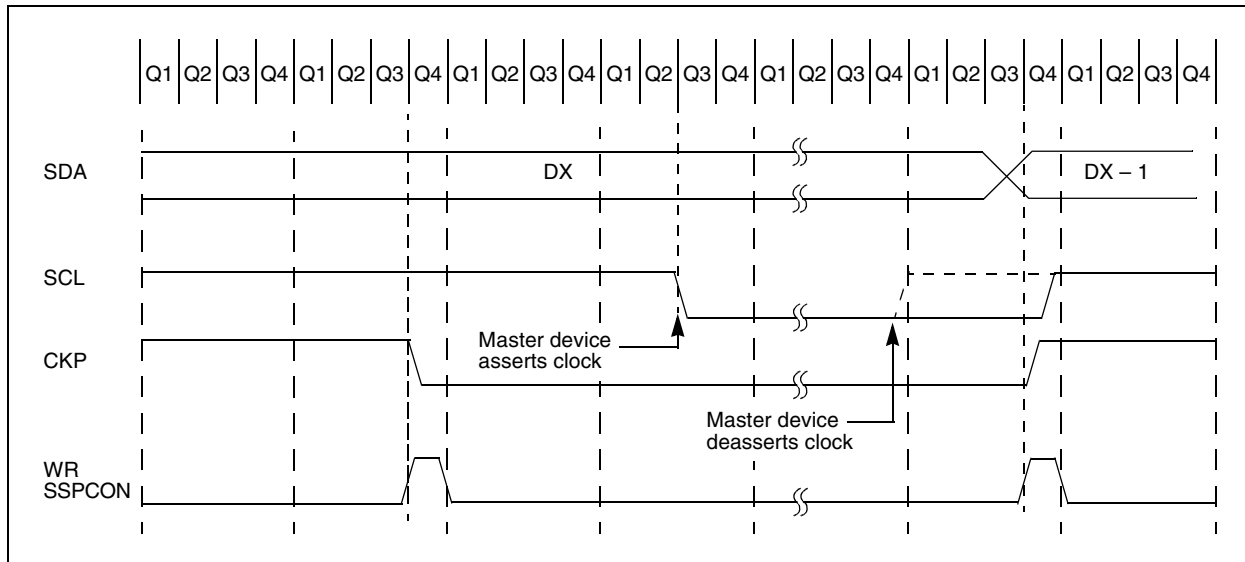 Q1 Q2 Q3 Q4 Q1 Q2 Q3 Q4 Q1 Q2 Q3 Q4 Q1 Q2 Q3 Q4 Q1 Q2 Q3 Q4 Q1 Q2 Q3 Q4 Q1 Q2 Q3 Q4
SDA
DX
DX – 1
SCL
Master device
asserts clock
CKP
Master device
deasserts clock
WR
SSPCON